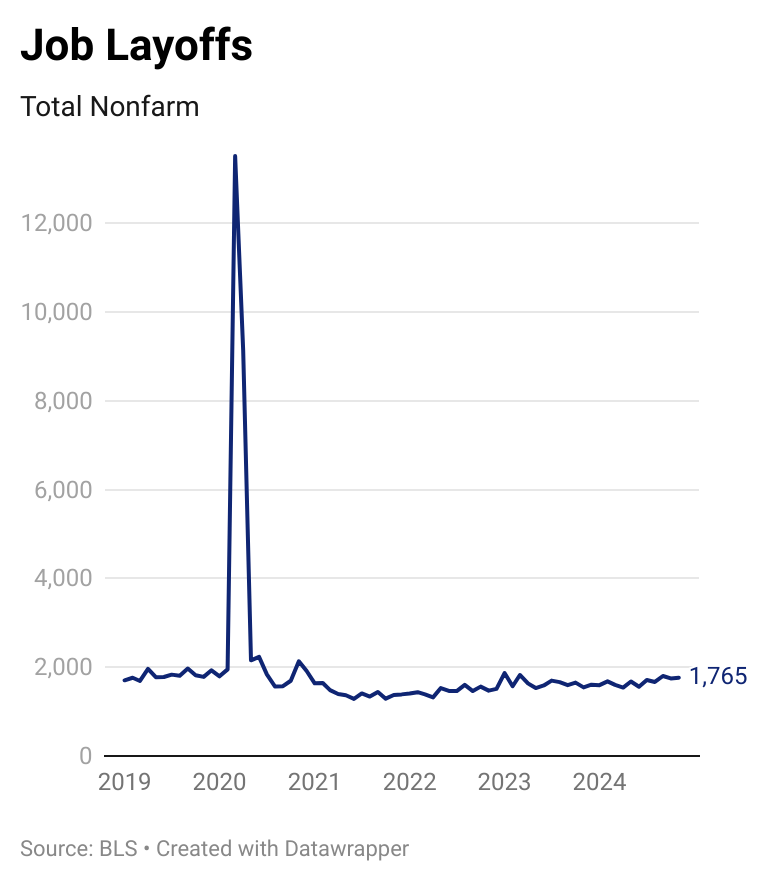 Job Layoffs
Total Nonfarm
12,000
10,000
8,000
6,000
4,000
2,000
1,765
0
2019 2020 2021 2022 2023 2024
Source: BLS • Created with Datawrapper